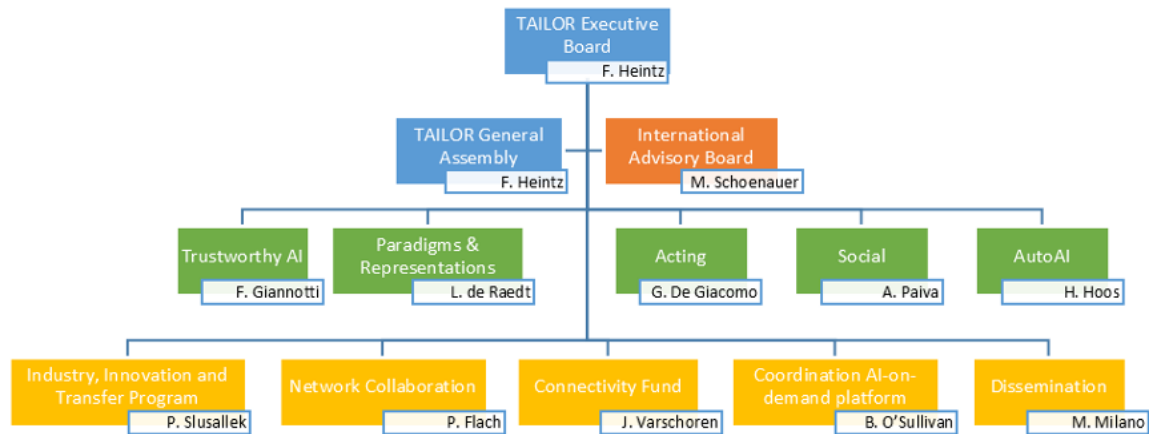 TAILOR Executive
Board
F. Heintz
TAILOR General
Assembly
F. Heintz
International
Advisory Board
M. Schoenauer
Trustworthy AI
F. Giannotti
Paradigms &
Representations
L. de Raedt
Acting
G. De Giacomo
Social
A. Paiva
AutoAI
H. Hoos
Industry, Innovation and
Transfer Program
P. Slusallek
Network Collaboration
P. Flach
Connectivity Fund
J. Varschoren
Coordination AI-on-
demand platform
B. O'Sullivan
Dissemination
M. Milano